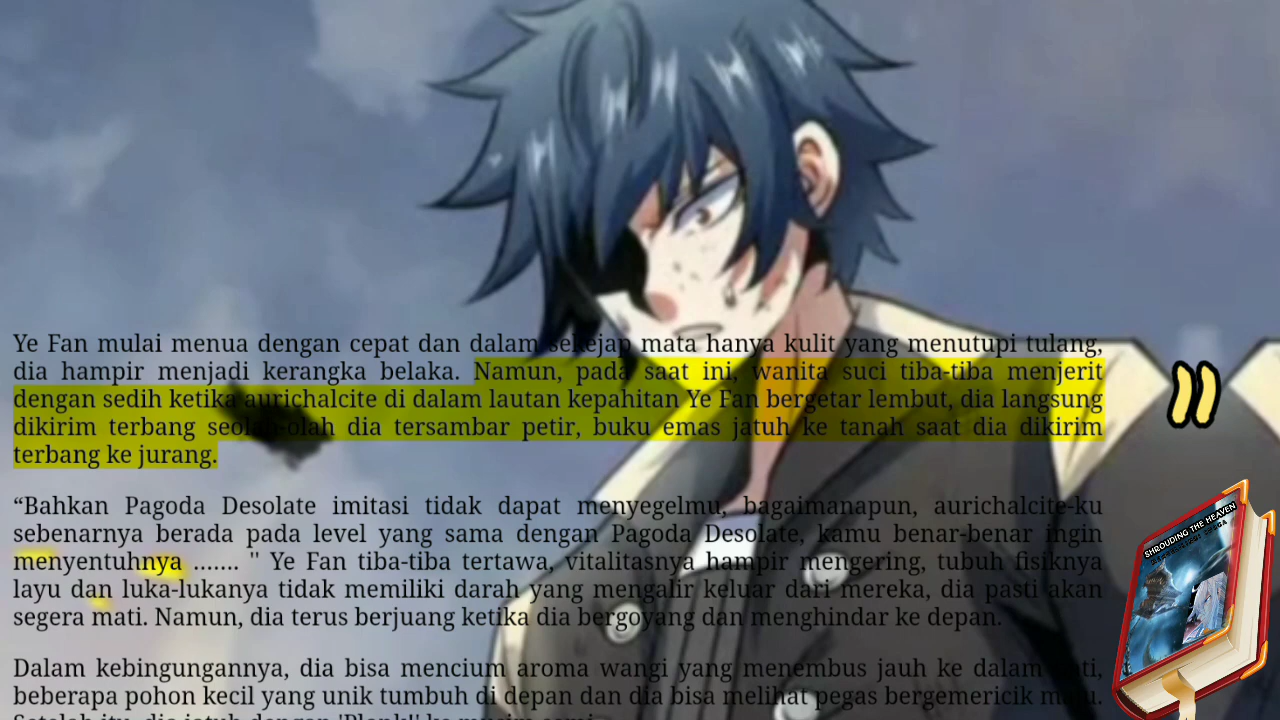 Ye Fan mulai menua dengan cepat dan dalam sekejap mata hanya kulit yang menutupi tulang,
dia hampir menjadi kerangka belaka. Namun, pada saat ini, wanita suci tiba-tiba menjerit
dengan sedih ketika aurichalcite di dalam lautan kepahitan Ye Fan bergetar lembut, dia langsung
dikirim terbang seolah-olah dia tersambar petir, buku emas jatuh ke tanah saat dia dikirim
terbang ke jurang.
“Bahkan Pagoda Desolate imitasi tidak dapat menyegelmu, bagaimanapun, aurichalcite-ku
sebenarnya berada pada level yang sama dengan Pagoda Desolate, kamu benar-benar ingin
menyentuhnya ....... " Ye Fan tiba-tiba tertawa, vitalitasnya hampir mengering, tubuh fisiknya
layu dan luka-lukanya tidak memiliki darah yang mengalir keluar dari mereka, dia pasti akan
segera mati. Namun, dia terus berjuang ketika dia bergoyang dan menghindar ke depan.
Dalam kebingungannya, dia bisa mencium aroma wangi yang menembus jauh ke dalam hati,
beberapa pohon kecil yang unik tumbuh di depan dan dia bisa melihat pegas bergemericik maju.
Setelah itu, dia jatuh dengan
SHROUDING THE HEAVEN